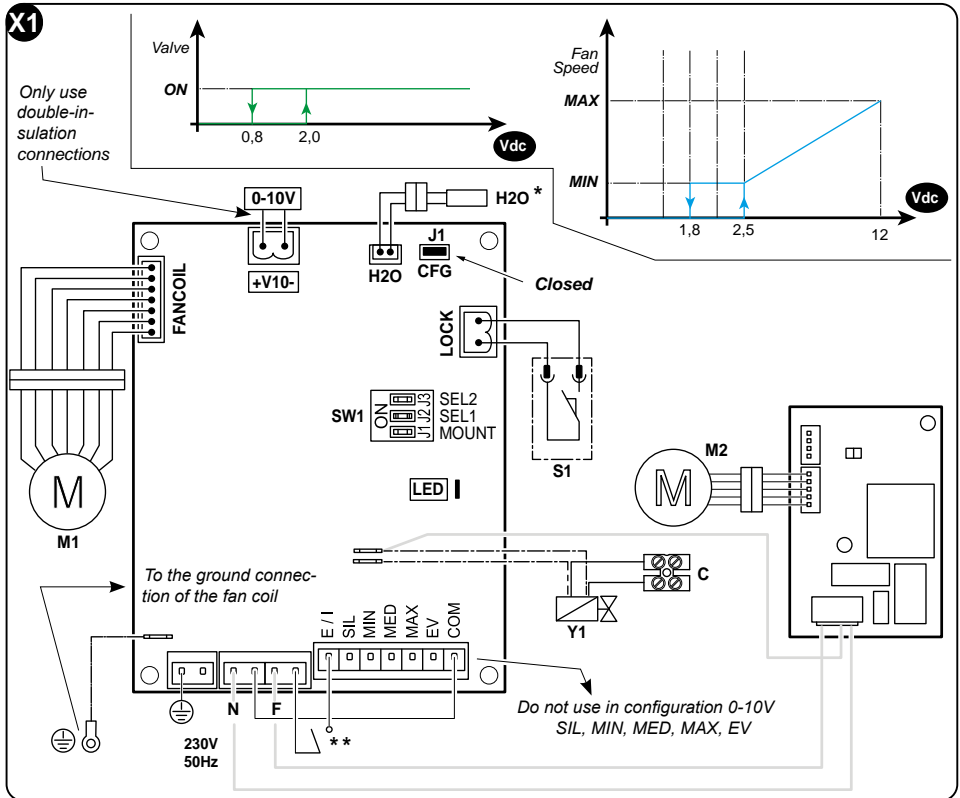 X1
Valve
ON
0,8
2,0
Vdc
Fan
Speed
MAX
MIN
1,8
2,5
12
Vdc
Only use
double-in-
sulation
connections
0-10V
+V10-
H2O *
H2O
J1
CFG
Closed
FANCOIL
LOCK
SW1
ON
J1 J2 J3
SEL2
SEL1
MOUNT
S1
LED
M
M1
M
M2
C
Y1
To the ground connec-
tion of the fan coil
E / I
SIL
MIN
MED
MAX
EV
COM
N
F
230V
50Hz
* *
Do not use in configuration 0-10V
SIL, MIN, MED, MAX, EV